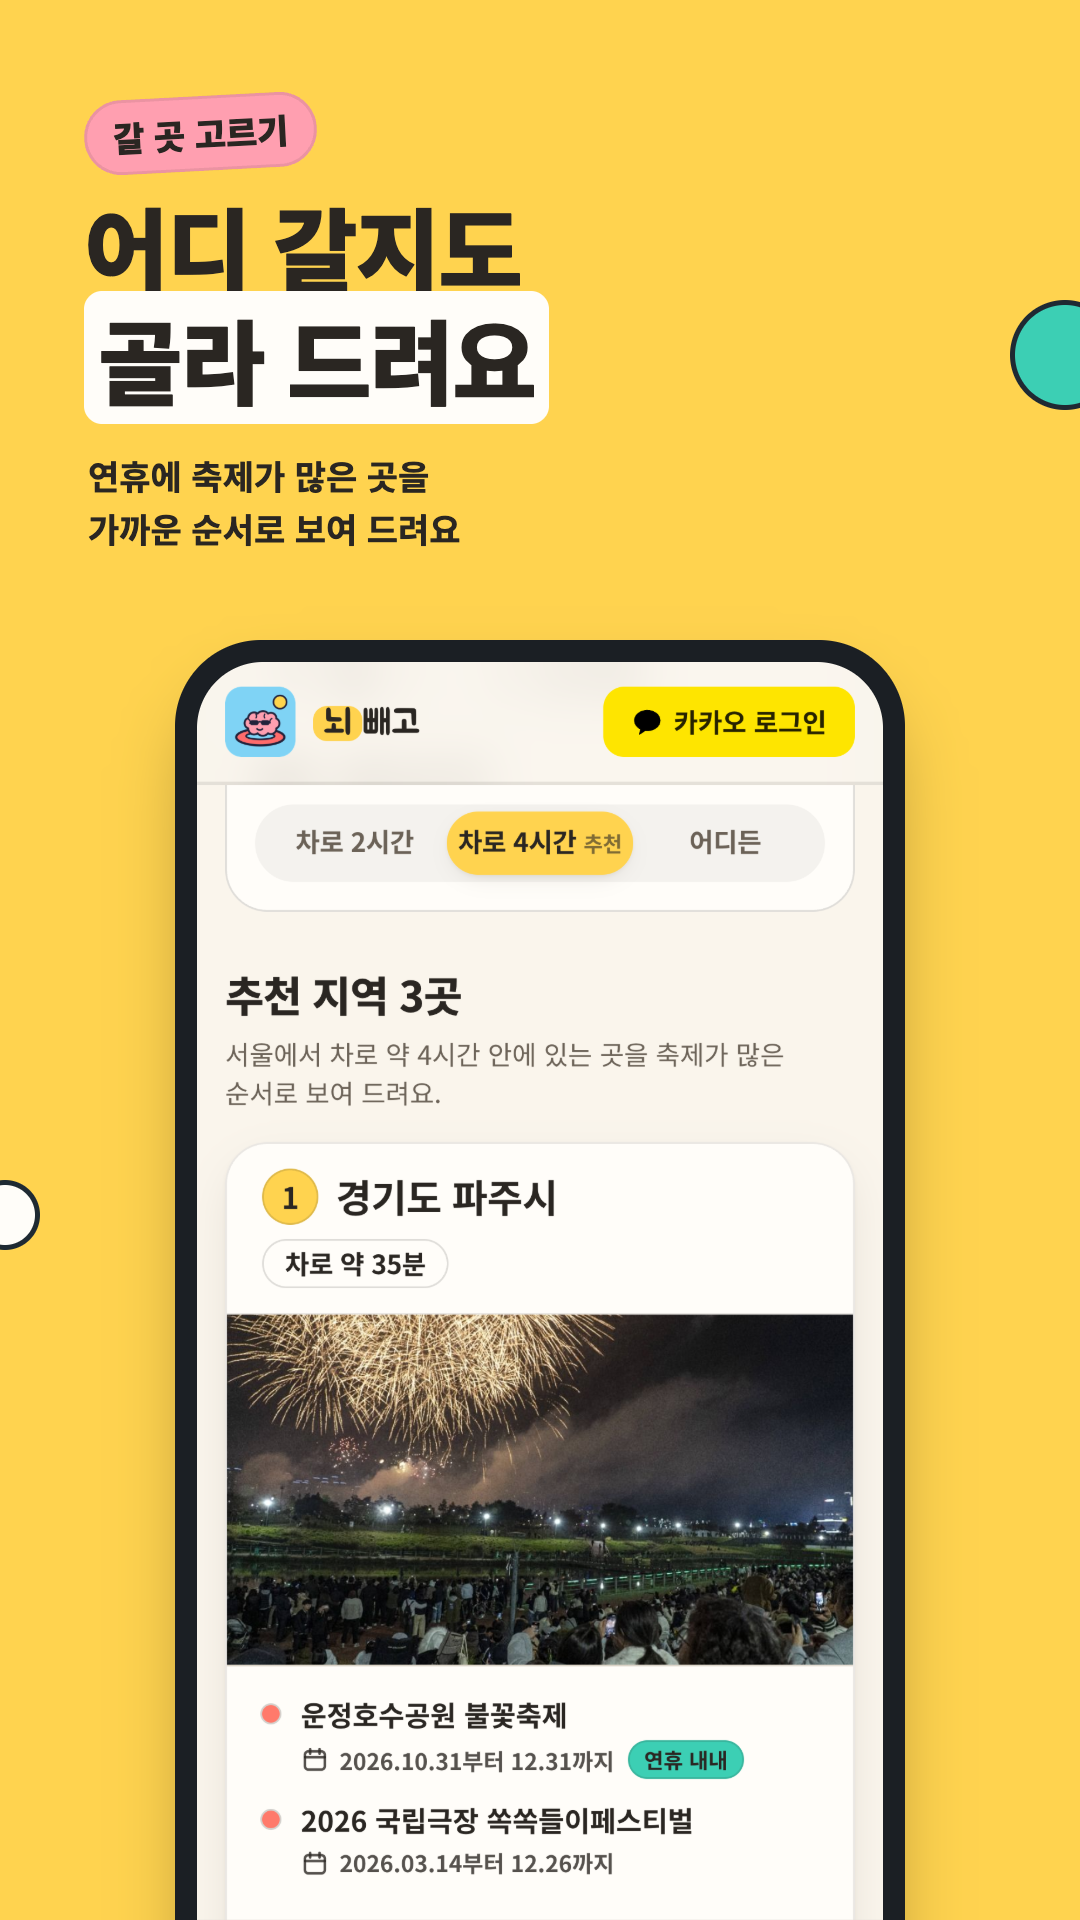 갈 곳 고르기
어디 갈지도
골라 드려요
연휴에 축제가 많은 곳을
가까운 순서로 보여 드려요
뇌 빼고
카카오 로그인
차로 2시간
차로 4시간 추천
어디든
추천 지역 3곳
서울에서 차로 약 4시간 안에 있는 곳을 축제가 많은
순서로 보여 드려요.
1 경기도 파주시
차로 약 35분
운정호수공원 불꽃축제
2026.10.31부터 12.31까지 연휴 내내
2026 국립극장 쏙쏙들이페스티벌
2026.03.14부터 12.26까지